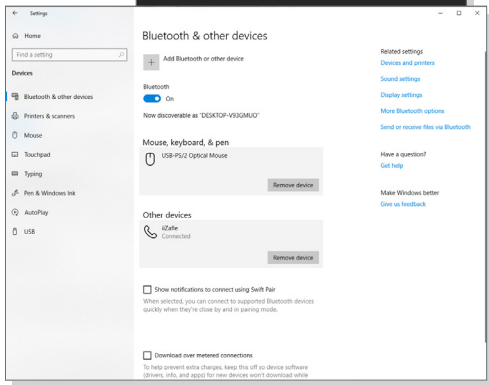 Settings
Home
Find a setting
Devices
Bluetooth & other devices
Printers & scanners
Mouse
Touchpad
Typing
Pen & Windows Ink
AutoPlay
USB
Bluetooth & other devices
Add Bluetooth or other device
Bluetooth
On
Now discoverable as "DESKTOP-V93GMUO"
Mouse, keyboard, & pen
USB-PS/2 Optical Mouse
Remove device
Other devices
iiZafie
Connected
Remove device
Show notifications to connect using Swift Pair
When selected, you can connect to supported Bluetooth devices
quickly when they're close by and in pairing mode.
Download over metered connections
To help prevent extra charges, keep this off so device software
(drivers, info, and apps) for new devices won't download while
Related settings
Devices and printers
Sound settings
Display settings
More Bluetooth options
Send or receive files via Bluetooth
Have a question?
Get help
Make Windows better
Give us feedback